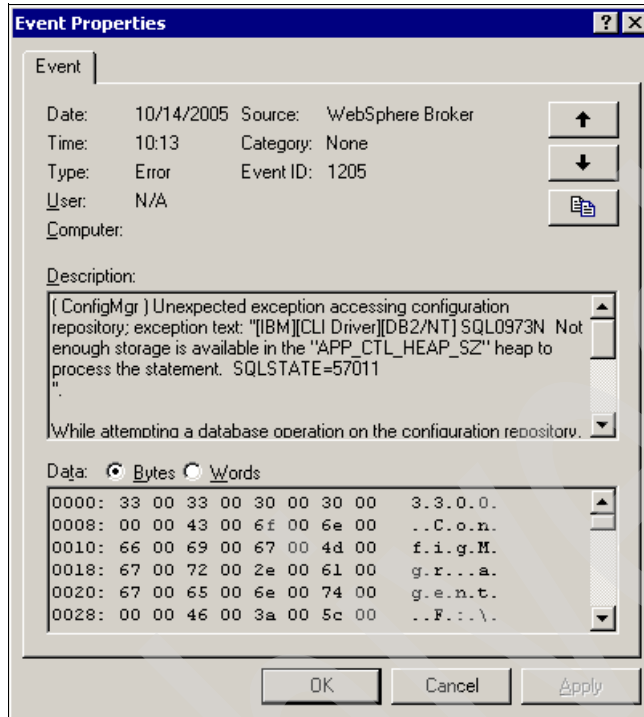 Event Properties
Event
Date: 10/14/2005 Source: WebSphere Broker
Time: 10:13 Category: None
Type: Error Event ID: 1205
User: N/A
Computer:
Description:
( ConfigMgr ) Unexpected exception accessing configuration
repository; exception text: "[IBM][CLI Driver][DB2/NT] SQL0973N Not
enough storage is available in the "APP_CTL_HEAP_SZ" heap to
process the statement. SQLSTATE=57011
".
While attempting a database operation on the configuration repository,
Data: Bytes Words
0000: 33 00 33 00 30 00 30 00 3.3.0.0.
0008: 00 00 43 00 6f 00 6e 00 ..C.o.n.
0010: 66 00 69 00 67 00 4d 00 f.i.g.M.
0018: 67 00 72 00 2e 00 61 00 g.r...a.
0020: 67 00 65 00 6e 00 74 00 g.e.n.t.
0028: 00 00 46 00 3a 00 5c 00 ..F.:.\.
OK Cancel Apply